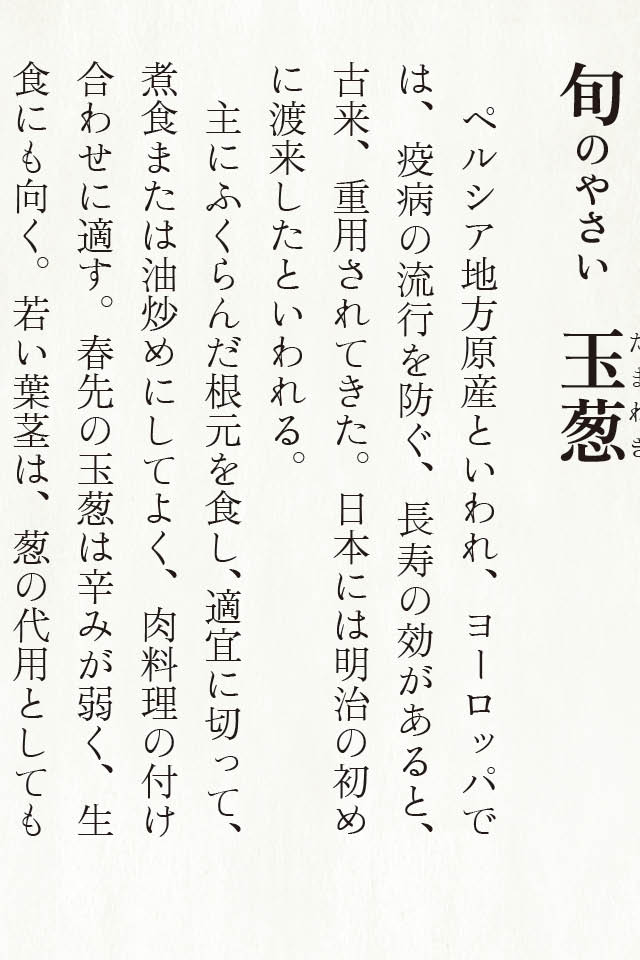 旬のやさい　玉葱
たまねぎ
ペルシア地方原産といわれ、ヨーロッパで
は、疫病の流行を防ぐ、長寿の効があると、
古来、重用されてきた。日本には明治の初め
に渡来したといわれる。
主にふくらんだ根元を食し、適宜に切って、
煮食または油炒めにしてよく、肉料理の付け
合わせに適す。春先の玉葱は辛みが弱く、生
食にも向く。若い葉茎は、葱の代用としても